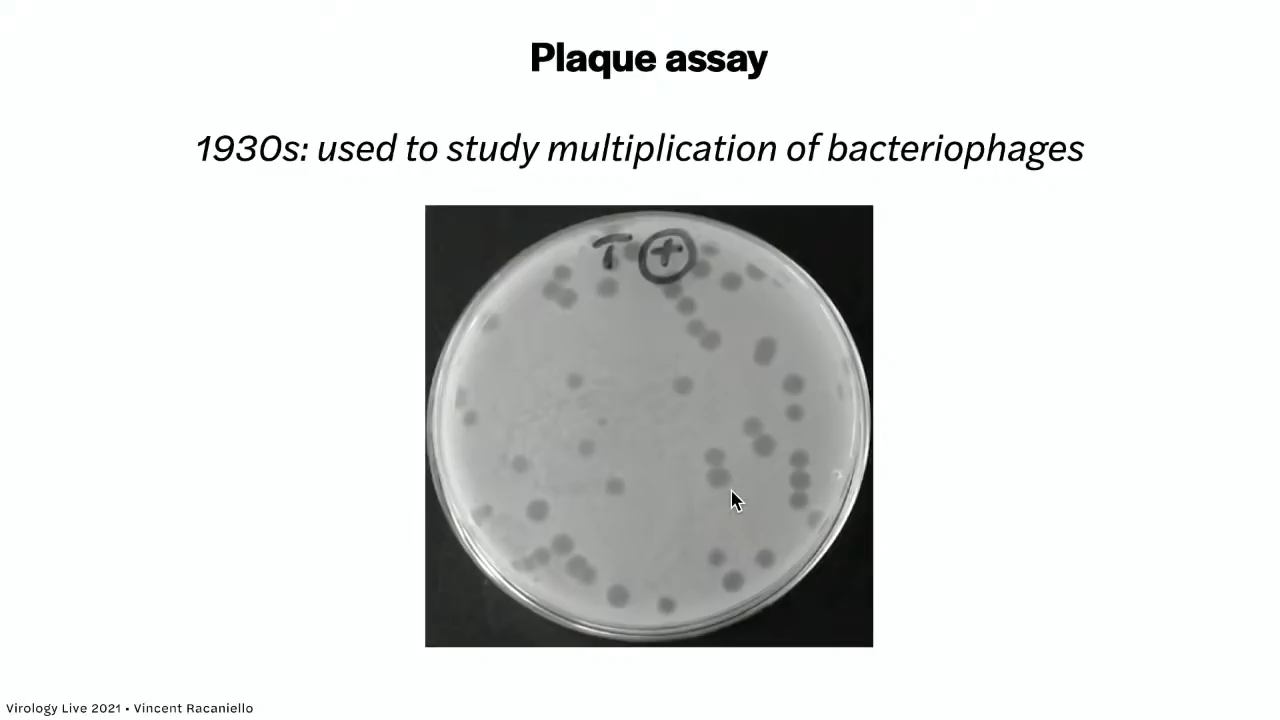 Plaque assay
1930s: used to study multiplication of bacteriophages
T +
Virology Live 2021 • Vincent Racaniello